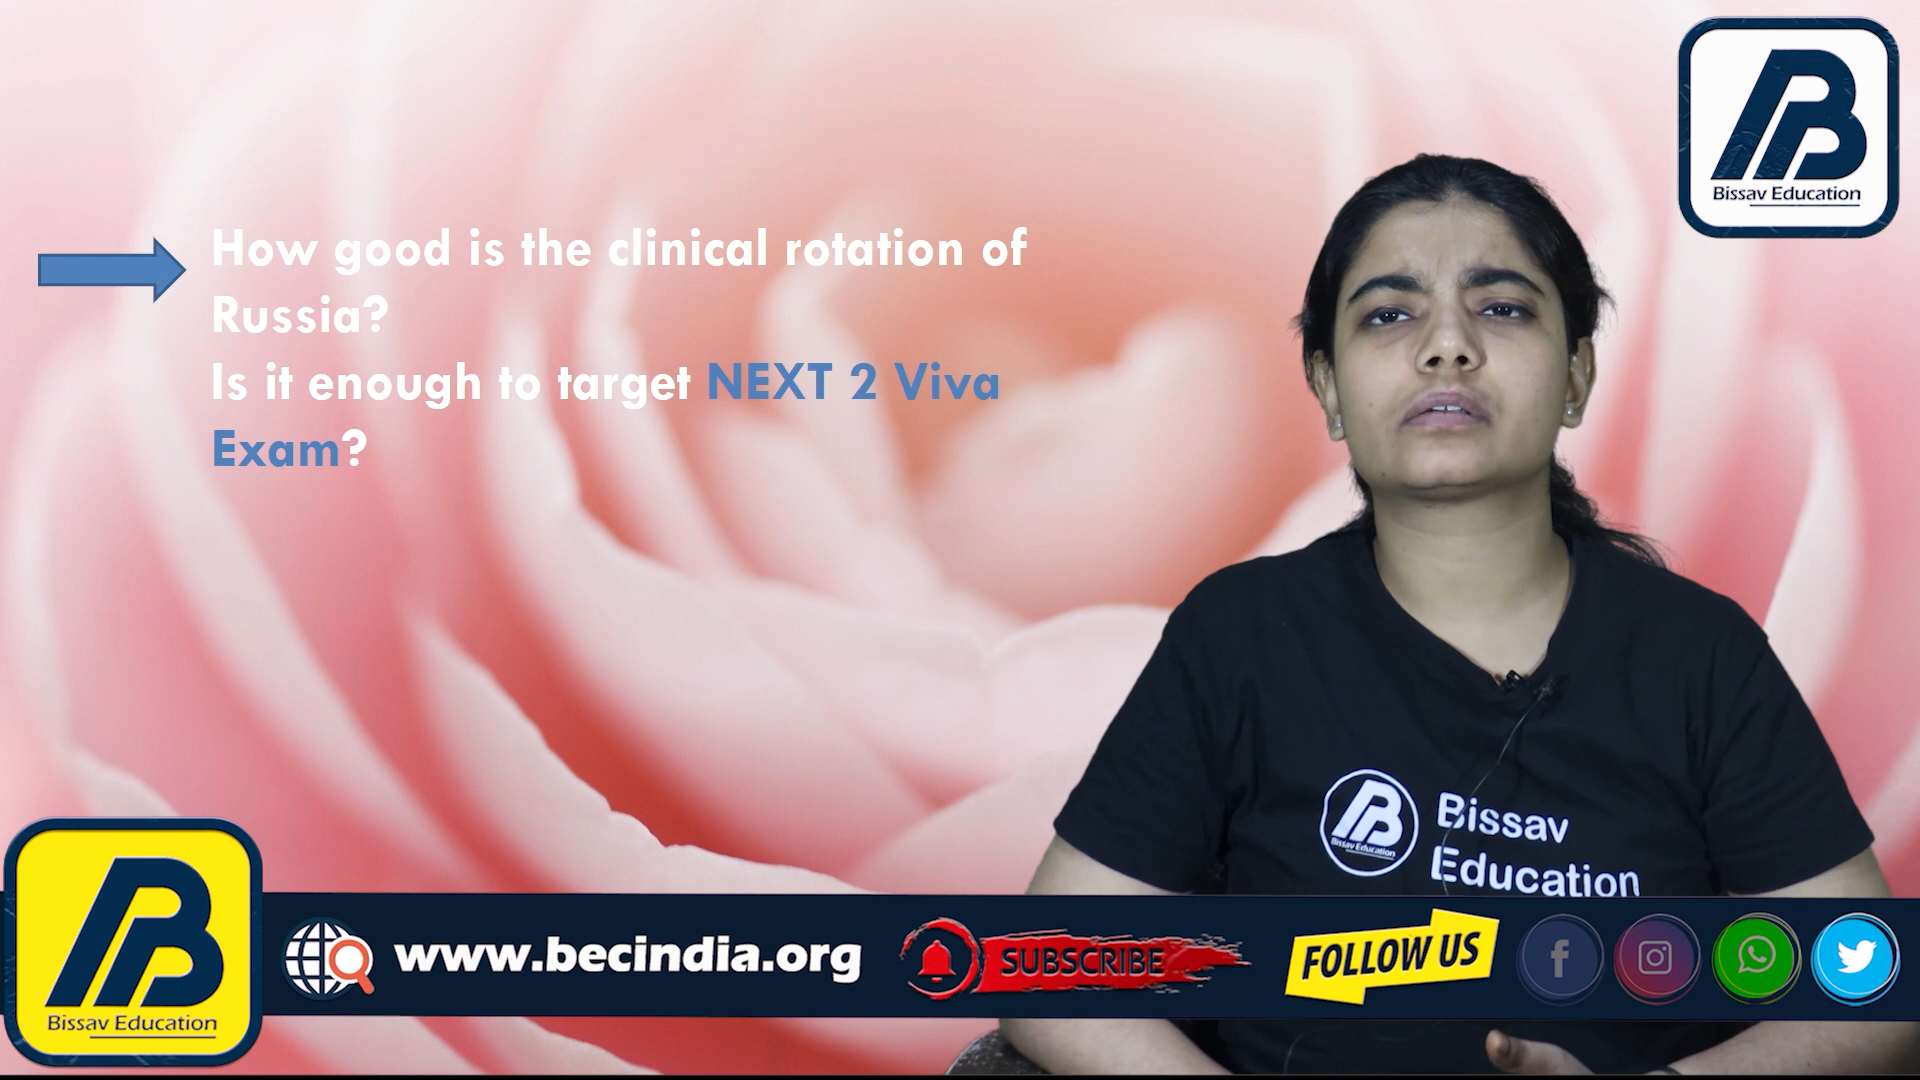 How good is the clinical rotation of
Russia?
Is it enough to target NEXT 2 Viva
Exam?
Bissav Education
Bissav
Education
Bissav Education
Bissav Education
www.becindia.org
SUBSCRIBE
FOLLOW US